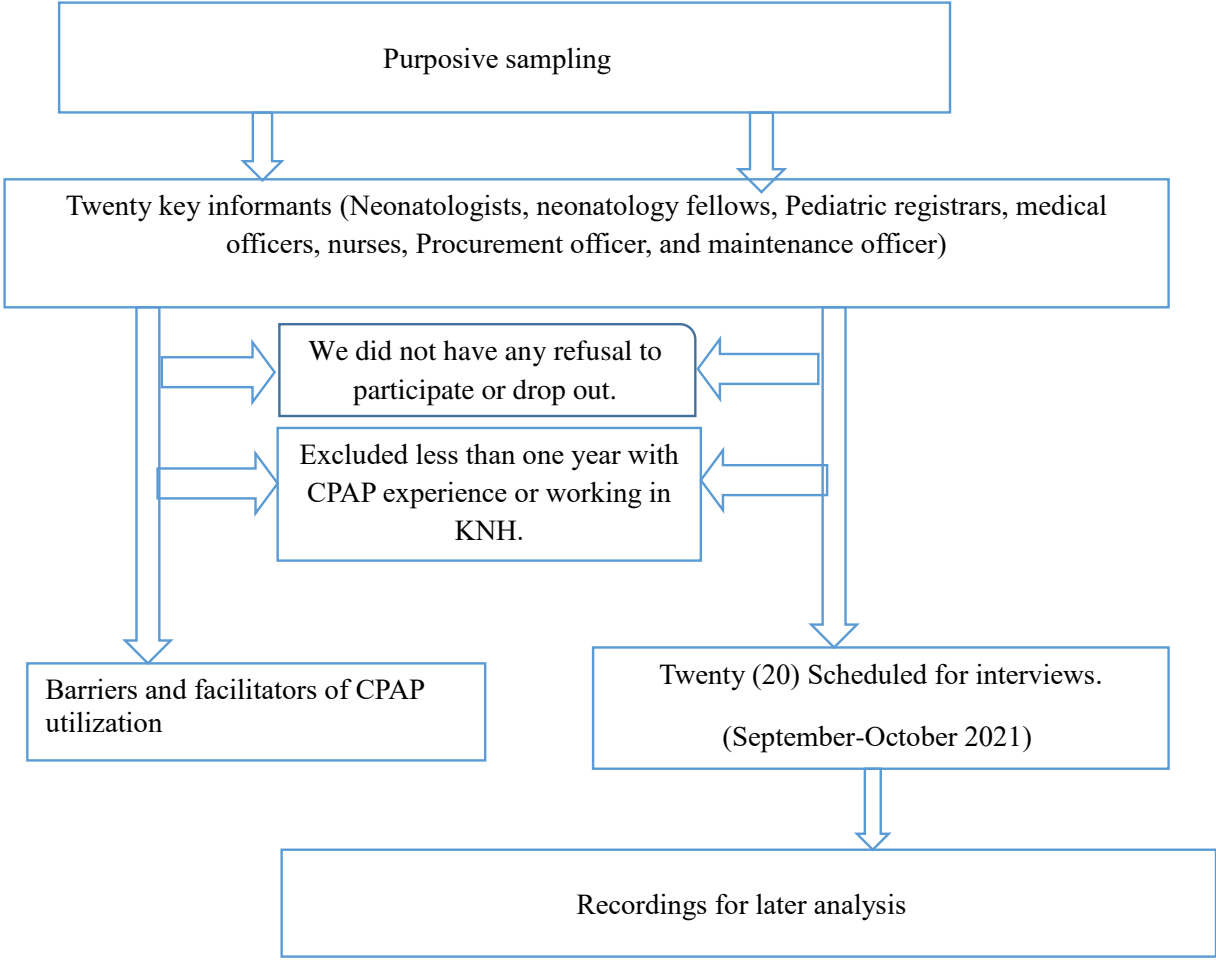 Purposive sampling
Twenty key informants (Neonatologists, neonatology fellows, Pediatric registrars, medical
officers, nurses, Procurement officer, and maintenance officer)
We did not have any refusal to
participate or drop out.
Excluded less than one year with
CPAP experience or working in
KNH.
Barriers and facilitators of CPAP
utilization
Twenty (20) Scheduled for interviews.
(September-October 2021)
Recordings for later analysis